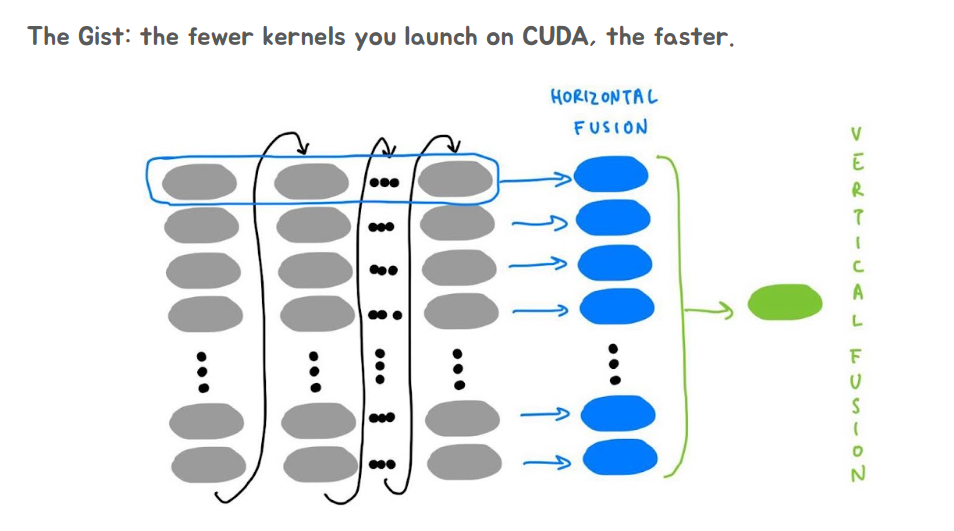 The Gist: the fewer kernels you launch on CUDA, the faster.
HORIZONTAL
FUSION
VERTICAL FUSION